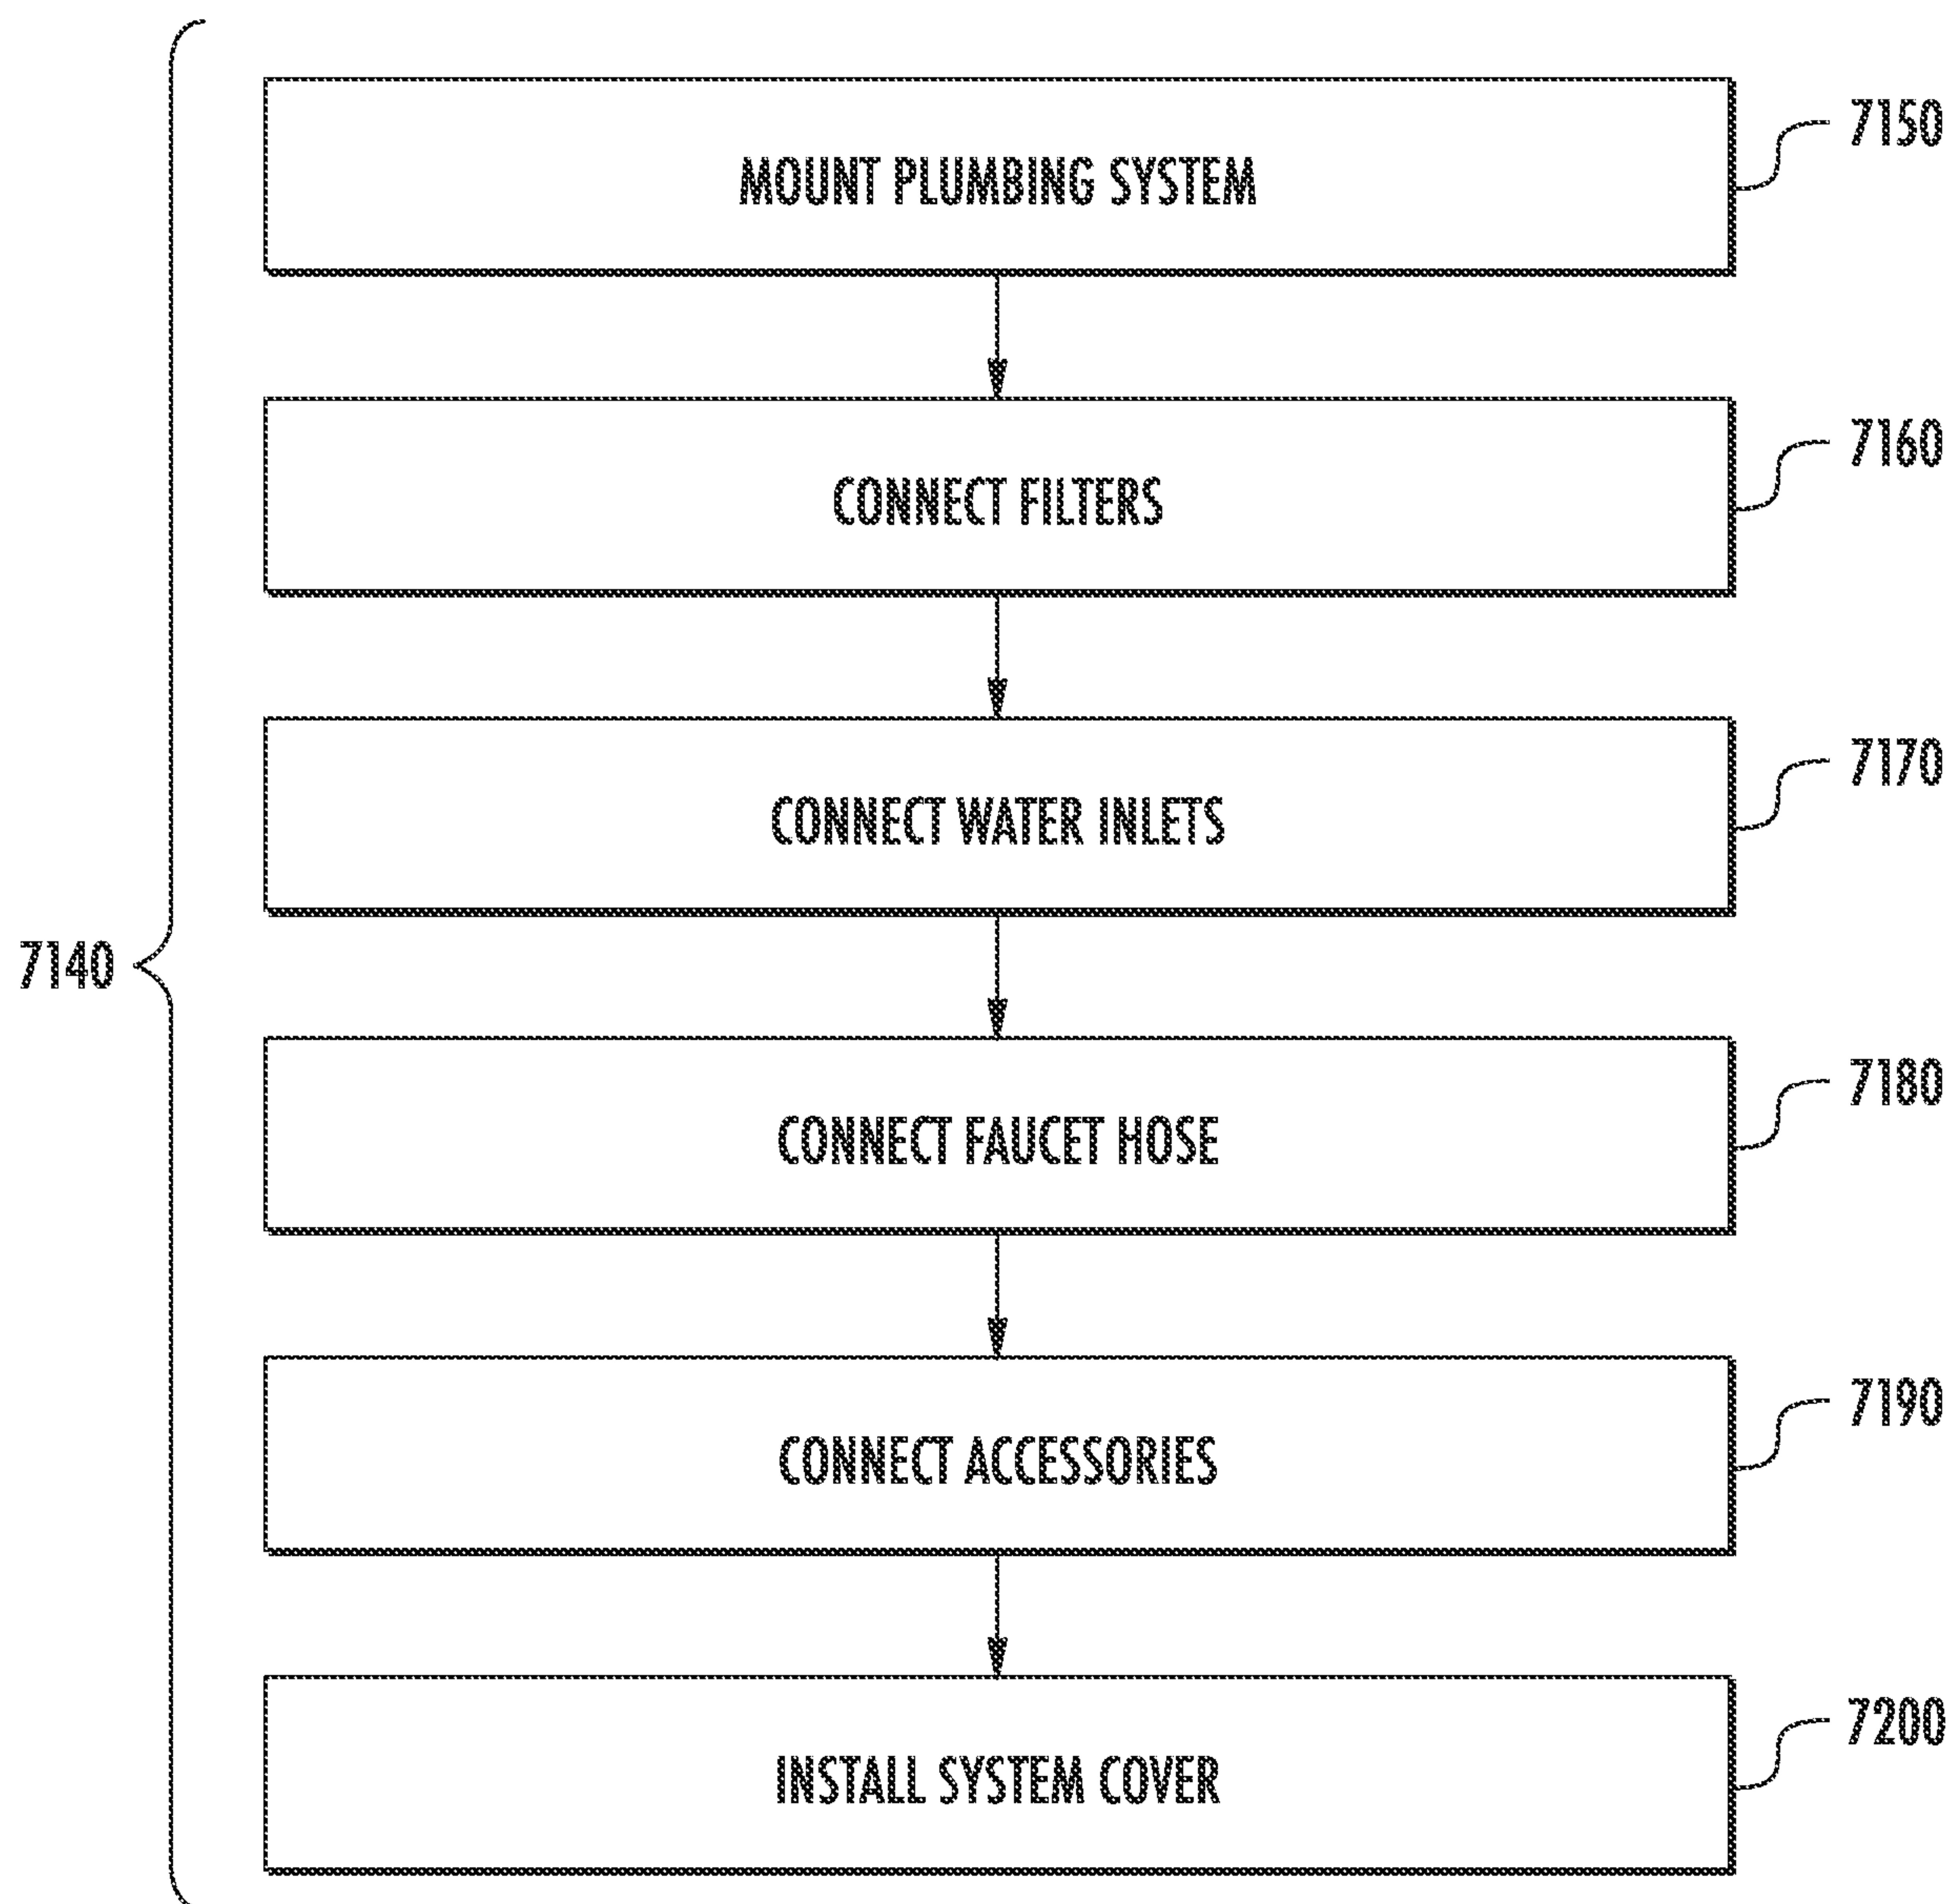 MOUNT PLUMBING SYSTEM
7150
CONNECT FILTERS
7160
CONNECT WATER INLETS
7170
7140
CONNECT FAUCET HOSE
7180
CONNECT ACCESSORIES
7190
INSTALL SYSTEM COVER
7200